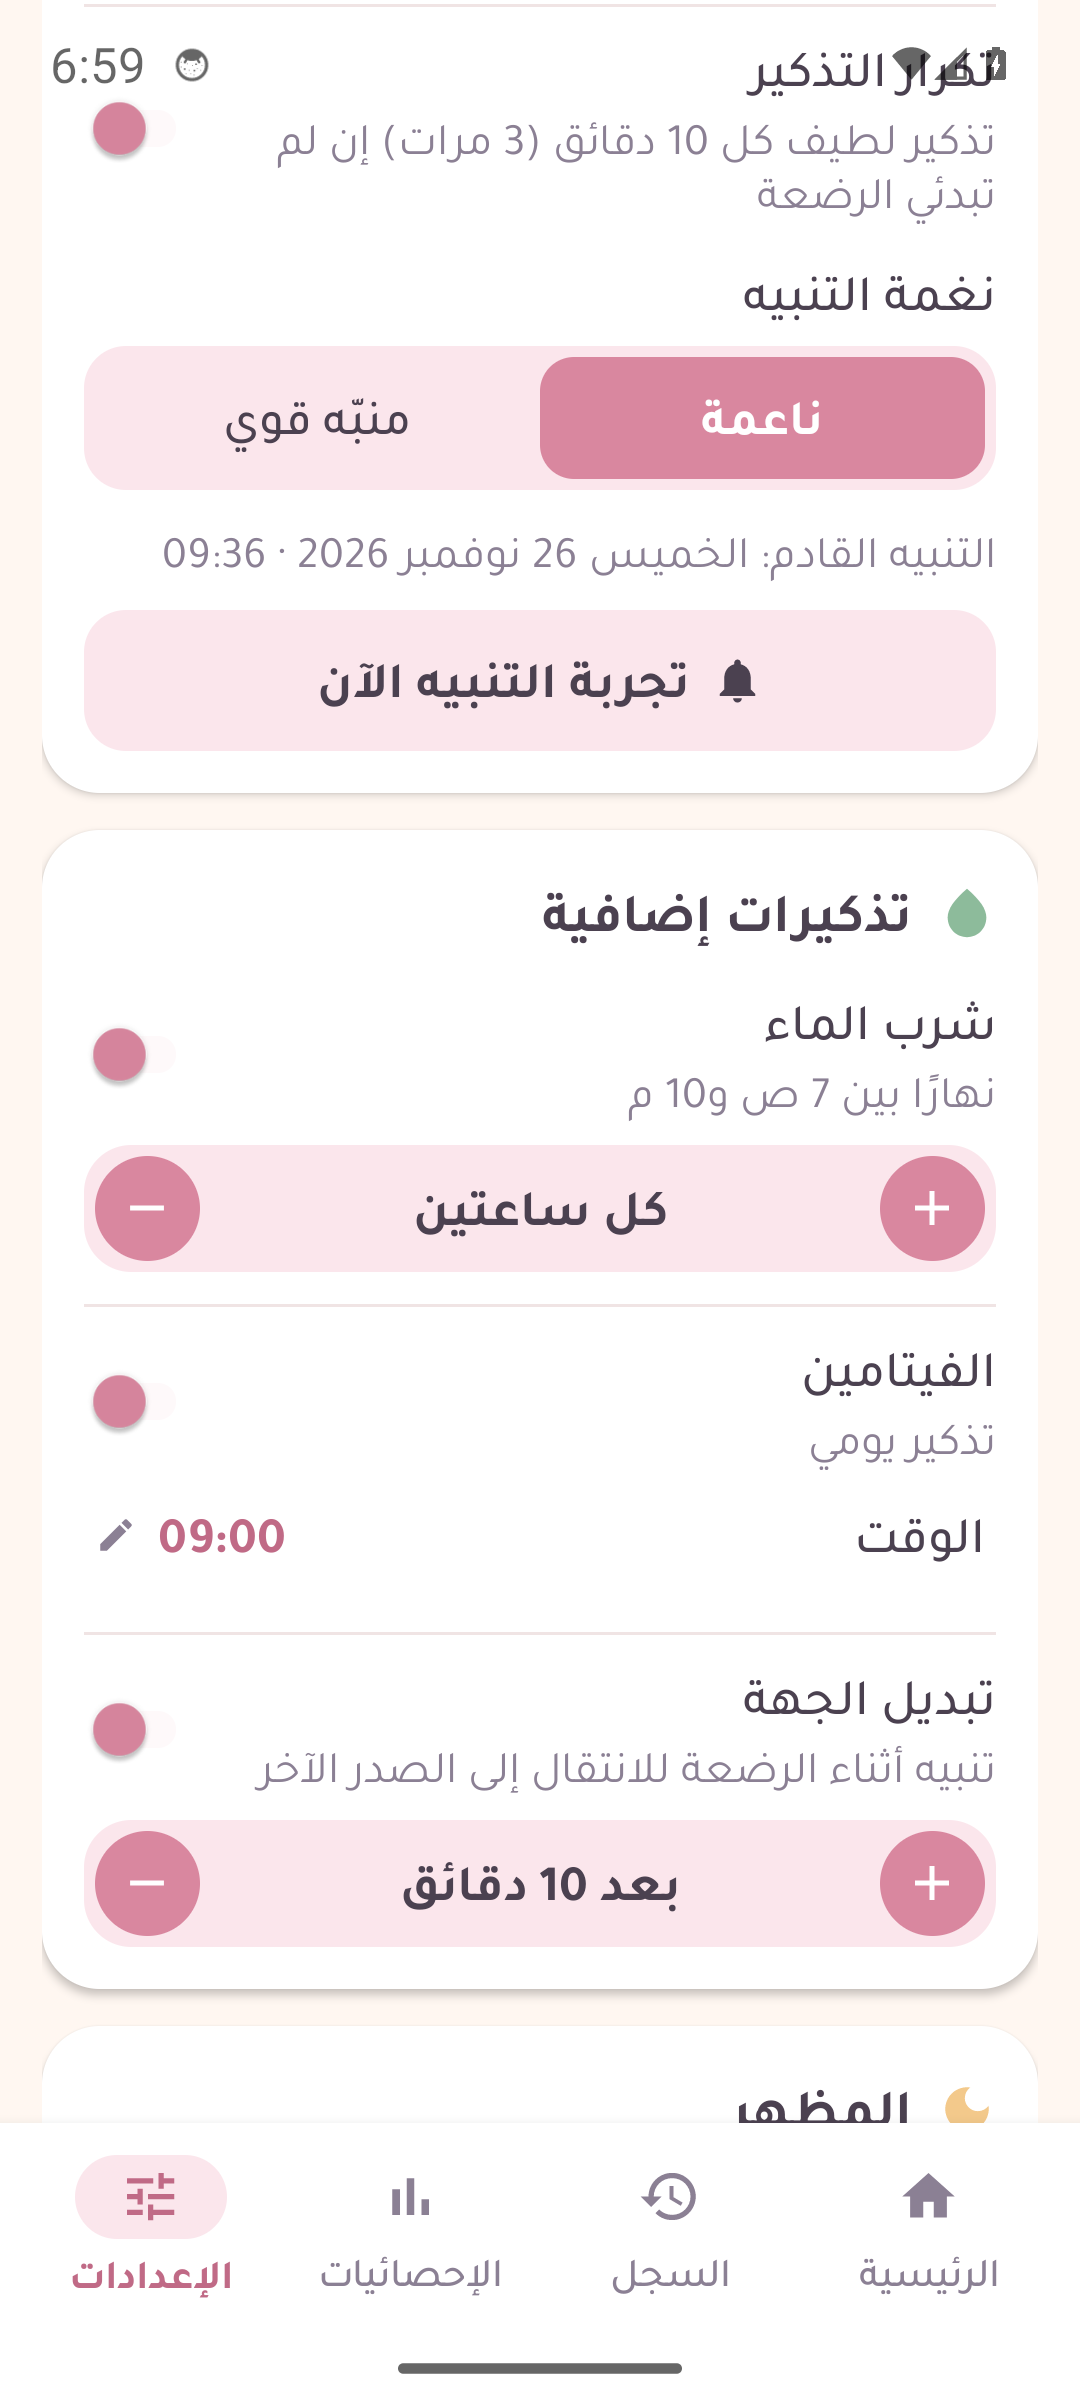 6:59
تكرار التذكير
تذكير لطيف كل 10 دقائق (3 مرات) إن لم
تبدئي الرضعة
نغمة التنبيه
ناعمة
منبّه قوي
التنبيه القادم: الخميس 26 نوفمبر 2026 · 09:36
تجربة التنبيه الآن
تذكيرات إضافية
شرب الماء
نهارًا بين 7 ص و10 م
+
كل ساعتين
−
الفيتامين
تذكير يومي
الوقت
09:00
تبديل الجهة
تنبيه أثناء الرضعة للانتقال إلى الصدر الآخر
+
بعد 10 دقائق
−
المظهر
الرئيسية
السجل
الإحصائيات
الإعدادات